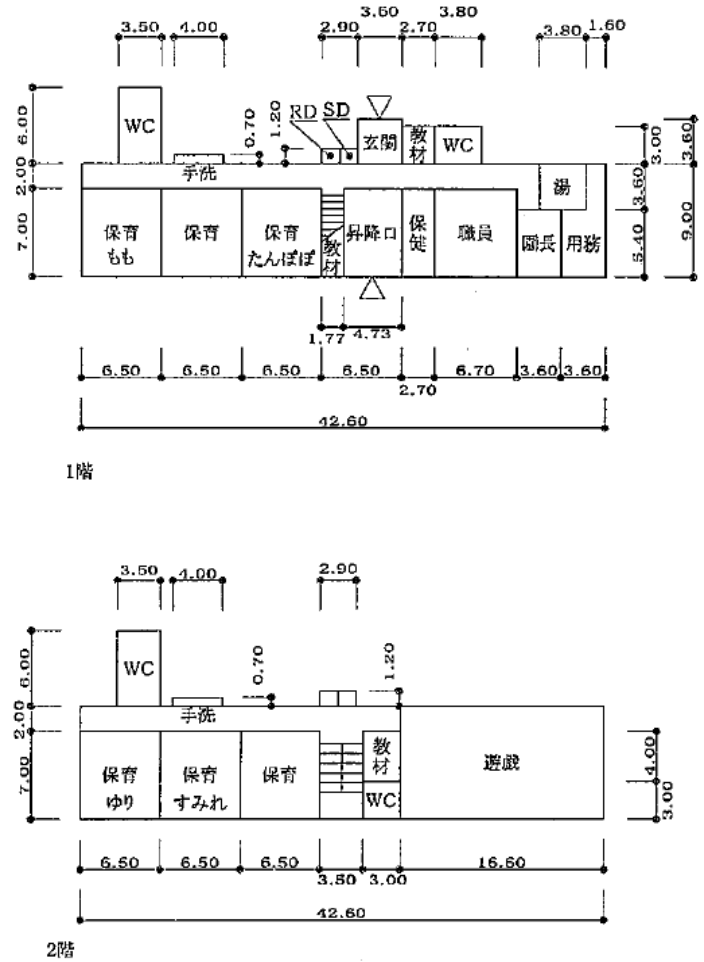 3.50 4.00 2.90 3.60 2.70 3.80 3.80 1.60
6.00
WC
0.70
1.20
RD SD
玄関
教材
WC
3.00
3.60
2.00
手洗
湯
3.60
7.00
保育
もも
保育
保育
たんぽぽ
教材
昇降口
保健
職員
園長
用務
5.40
9.00
1.77 4.73
6.50 6.50 6.50 6.50 2.70 6.70 3.60 3.60
42.60
1階
3.50 4.00 2.90
6.00
WC
0.70
1.20
2.00
手洗
7.00
保育
ゆり
保育
すみれ
保育
教材
WC
遊戯
4.00
3.00
6.50 6.50 6.50 3.50 3.00 16.60
42.60
2階